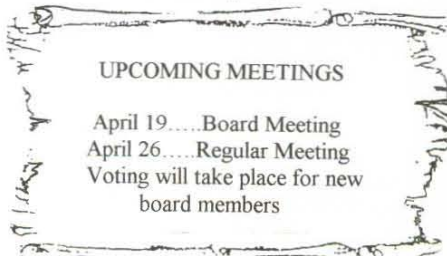 UPCOMING MEETINGS
April 19.....Board Meeting
April 26.....Regular Meeting
Voting will take place for new
board members